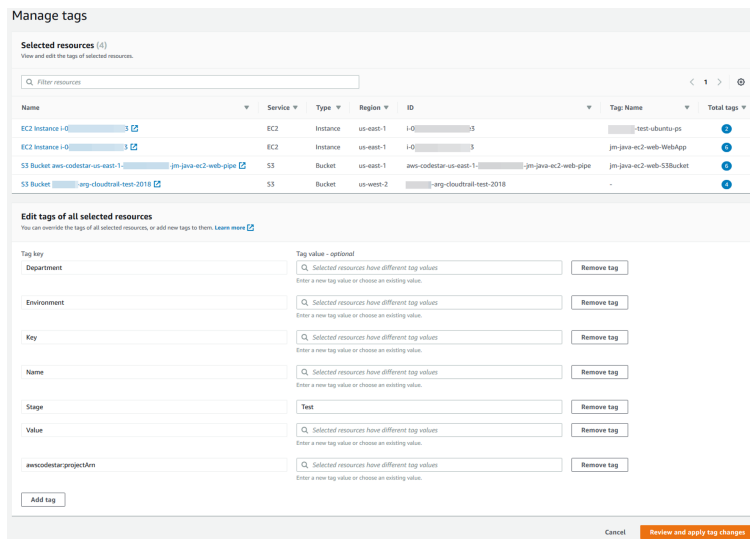 Manage tags
Selected resources (4)
View and edit the tags of selected resources.
Filter resources
< 1 >
Name Service Type Region ID Tag: Name Total tags
EC2 Instance i-0 3 EC2 Instance us-east-1 i-0 3 -test-ubuntu-ps 2
EC2 Instance i-0 3 EC2 Instance us-east-1 i-0 3 jm-java-ec2-web-WebApp 6
S3 Bucket aws-codestar-us-east-1- -jm-java-ec2-web-pipe S3 Bucket us-east-1 aws-codestar-us-east-1- -jm-java-ec2-web-pipe jm-java-ec2-web-S3Bucket 6
S3 Bucket -arg-cloudtrail-test-2018 S3 Bucket us-west-2 -arg-cloudtrail-test-2018 - 4
Edit tags of all selected resources
You can override the tags of all selected resources, or add new tags to them. Learn more
Tag key Tag value - optional
Department Selected resources have different tag values Remove tag
Enter a new tag value or choose an existing value.
Environment Selected resources have different tag values Remove tag
Enter a new tag value or choose an existing value.
Key Selected resources have different tag values Remove tag
Enter a new tag value or choose an existing value.
Name Selected resources have different tag values Remove tag
Enter a new tag value or choose an existing value.
Stage Test Remove tag
Value Selected resources have different tag values Remove tag
Enter a new tag value or choose an existing value.
awscodestar:projectArn Selected resources have different tag values Remove tag
Enter a new tag value or choose an existing value.
Add tag
Cancel Review and apply tag changes